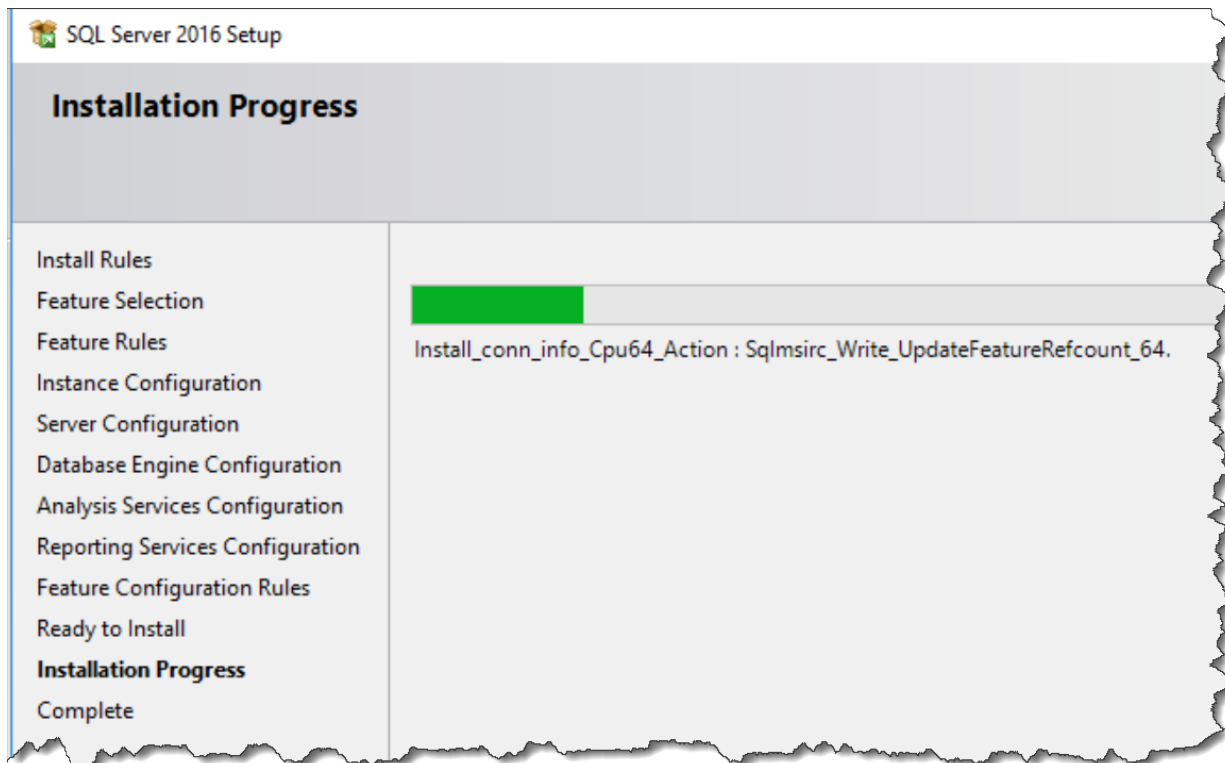 SQL Server 2016 Setup
Installation Progress
Install Rules
Feature Selection
Feature Rules
Instance Configuration
Server Configuration
Database Engine Configuration
Analysis Services Configuration
Reporting Services Configuration
Feature Configuration Rules
Ready to Install
Installation Progress
Complete
Install_conn_info_Cpu64_Action : Sqlmsirc_Write_UpdateFeatureRefcount_64.